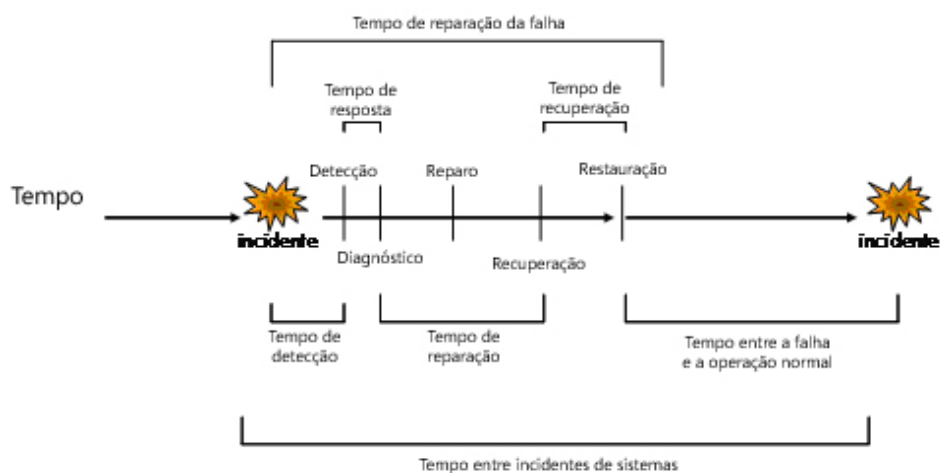 Tempo de reparação da falha
Tempo de
resposta
Tempo de
recuperação
Detecção
Reparo
Restauração
Tempo
incidente
incidente
Diagnóstico
Recuperação
Tempo de
detecção
Tempo de
reparação
Tempo entre a falha
e a operação normal
Tempo entre incidentes de sistemas